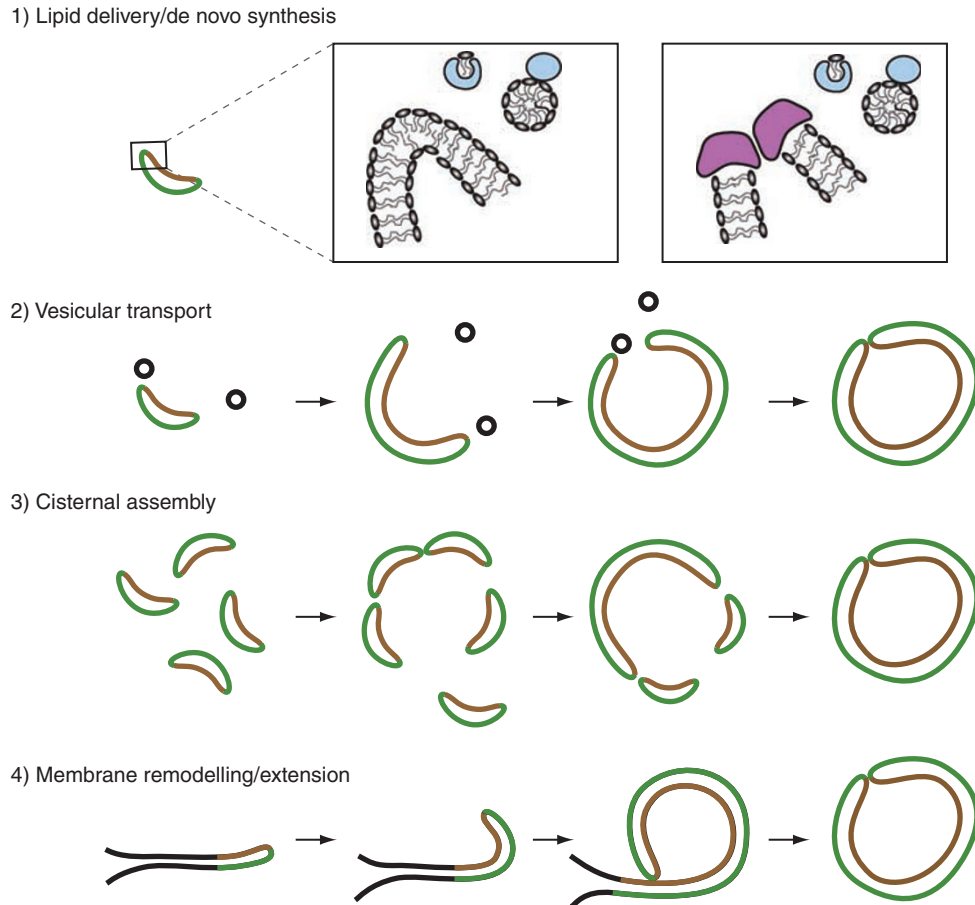 1) Lipid delivery/de novo synthesis
2) Vesicular transport
3) Cisternal assembly
4) Membrane remodelling/extension